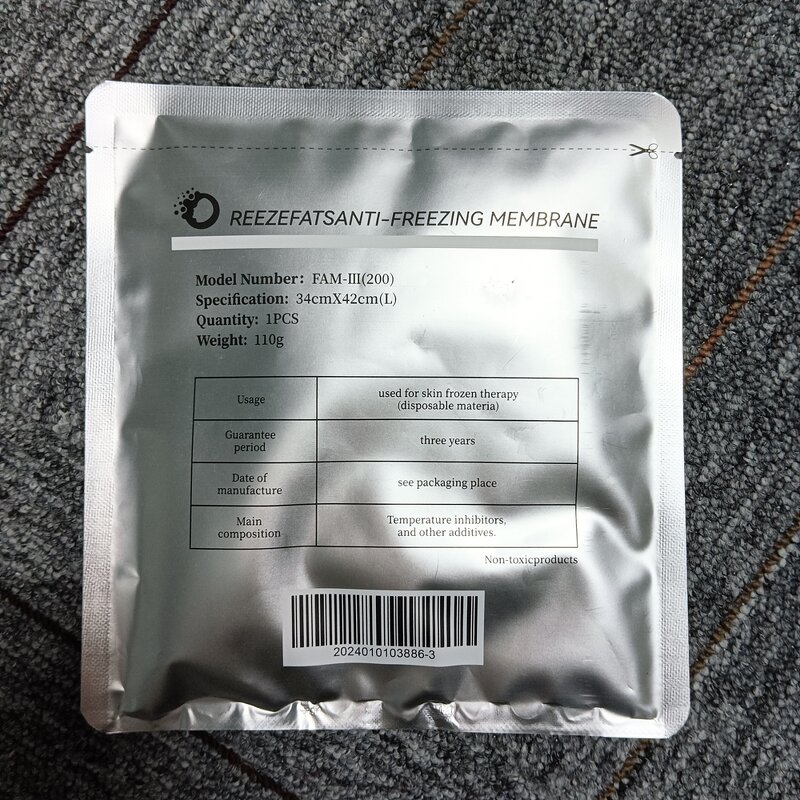 REEZEFATSANTI-FREEZING MEMBRANE
Model Number: FAM-III(200)
Specification: 34cmX42cm(L)
Quantity: 1PCS
Weight: 110g
Usage
used for skin frozen therapy
(disposable materia)
Guarantee
period
three years
Date of
manufacture
see packaging place
Main
composition
Temperature inhibitors,
and other additives.
Non-toxicproducts
2024010103886-3